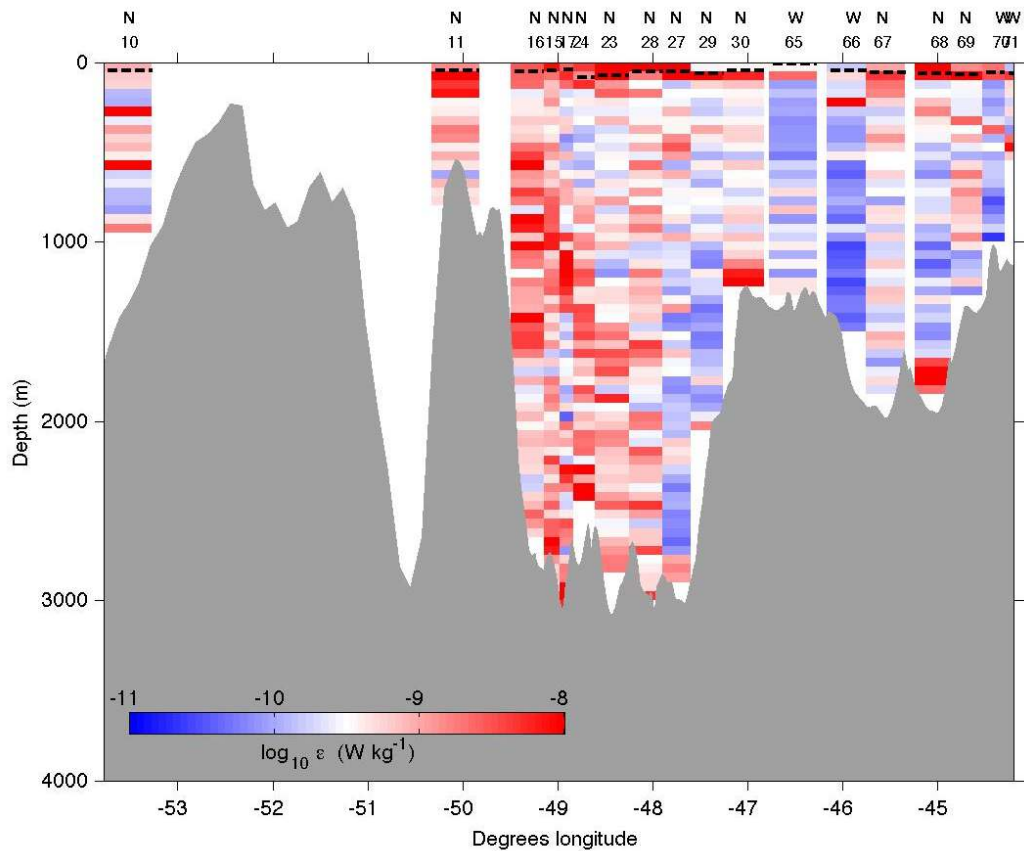 N N N N N N N N N N N W W N N N W W
10 11 16 15 17 24 23 28 27 29 30 65 66 67 68 69 70 71
0
1000
2000
3000
4000
Depth (m)
-11 -10 -9 -8
log10 ε (W kg-1)
-53 -52 -51 -50 -49 -48 -47 -46 -45
Degrees longitude